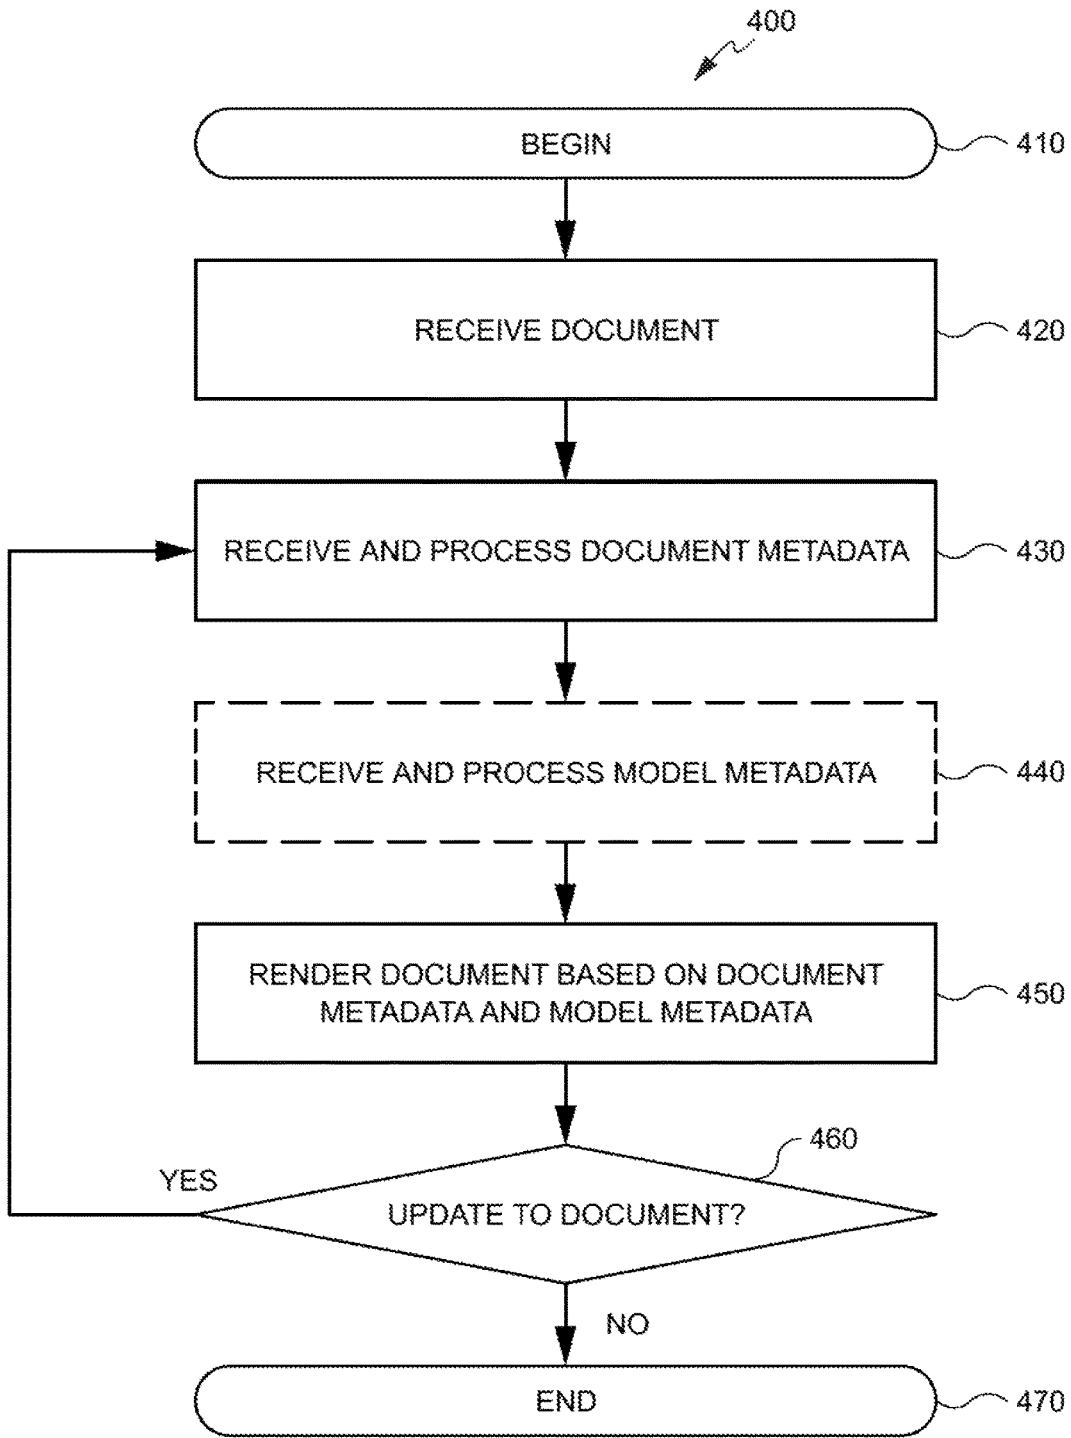 400
BEGIN
410
RECEIVE DOCUMENT
420
RECEIVE AND PROCESS DOCUMENT METADATA
430
RECEIVE AND PROCESS MODEL METADATA
440
RENDER DOCUMENT BASED ON DOCUMENT
METADATA AND MODEL METADATA
450
460
YES
UPDATE TO DOCUMENT?
NO
END
470